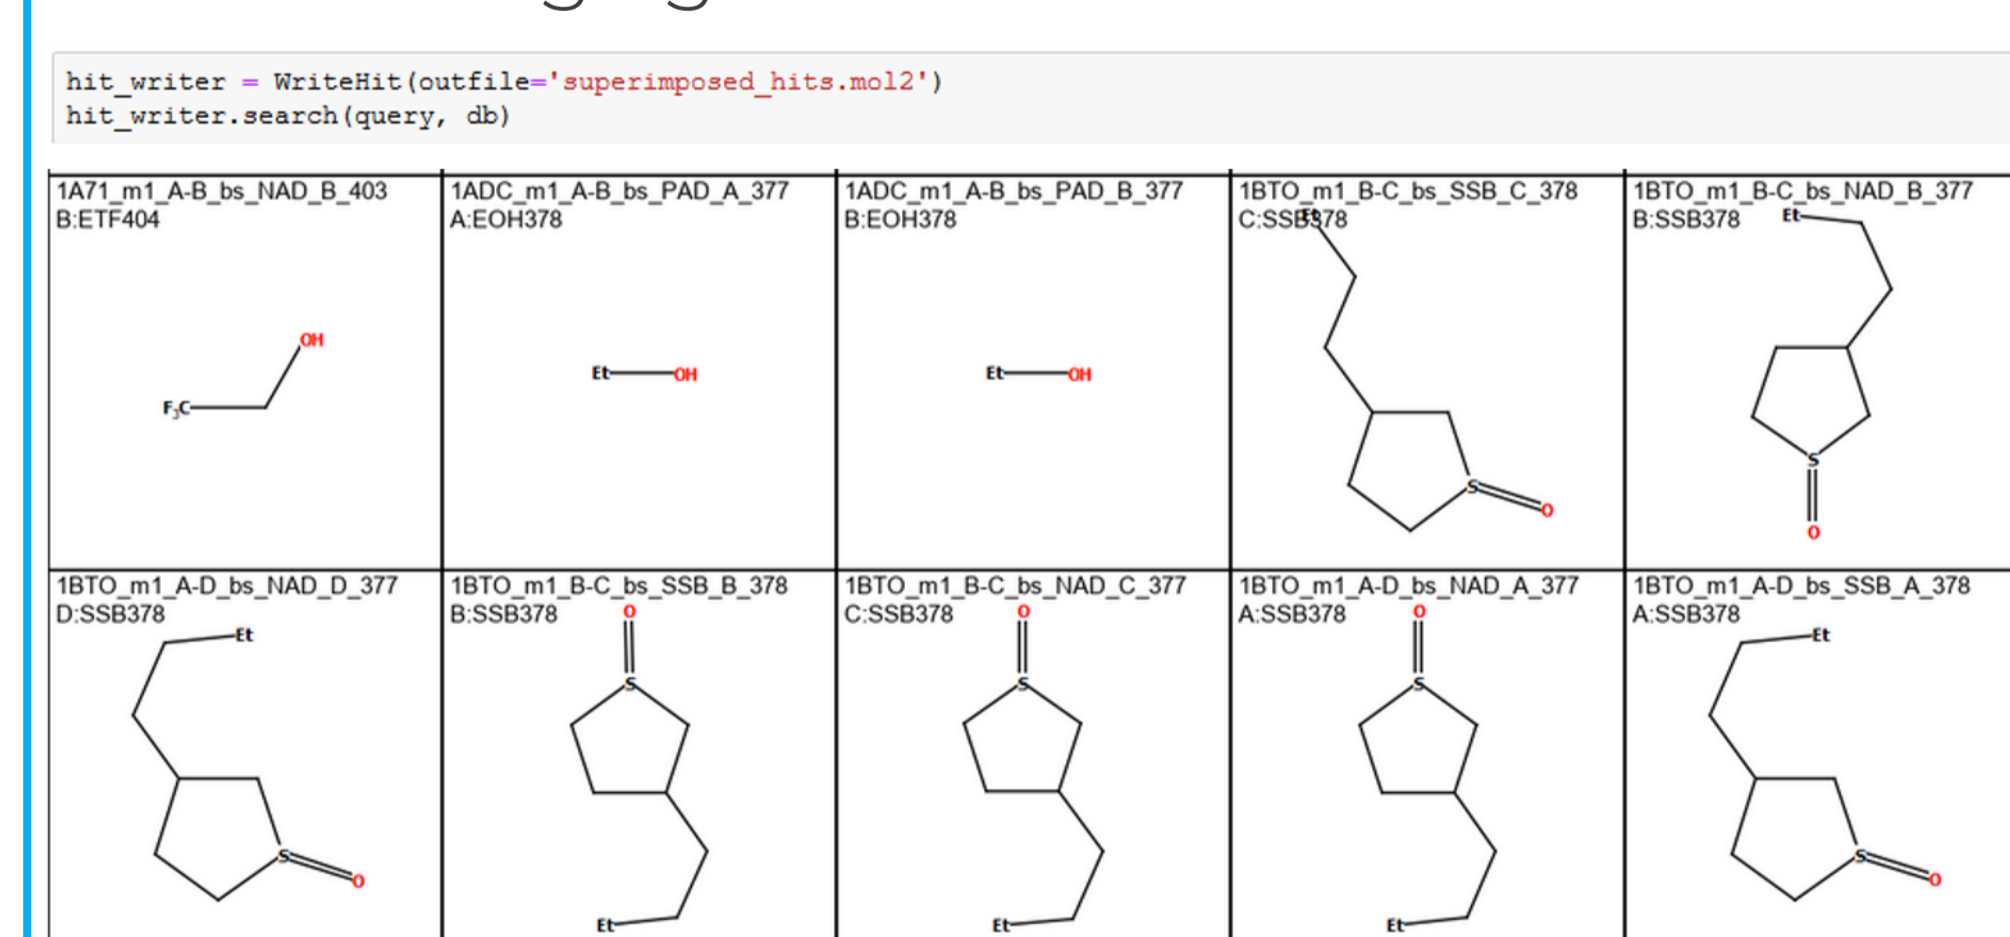 hit_writer = WriteHit(outfile='superimposed_hits.mol2')
hit_writer.search(query, db)
1A71_m1_A-B_bs_NAD_B_403
B:ETF404
OH
F3C
1ADC_m1_A-B_bs_PAD_A_377
A:EOH378
Et OH
1ADC_m1_A-B_bs_PAD_B_377
B:EOH378
Et OH
1BTO_m1_B-C_bs_SSB_C_378
C:SSB378
Et
S
O
1BTO_m1_B-C_bs_NAD_B_377
B:SSB378
Et
S
O
1BTO_m1_A-D_bs_NAD_D_377
D:SSB378
Et
S
O
1BTO_m1_B-C_bs_SSB_B_378
B:SSB378
O
S
Et
1BTO_m1_B-C_bs_NAD_C_377
C:SSB378
O
S
Et
1BTO_m1_A-D_bs_NAD_A_377
A:SSB378
O
S
Et
1BTO_m1_A-D_bs_SSB_A_378
A:SSB378
Et
S
O